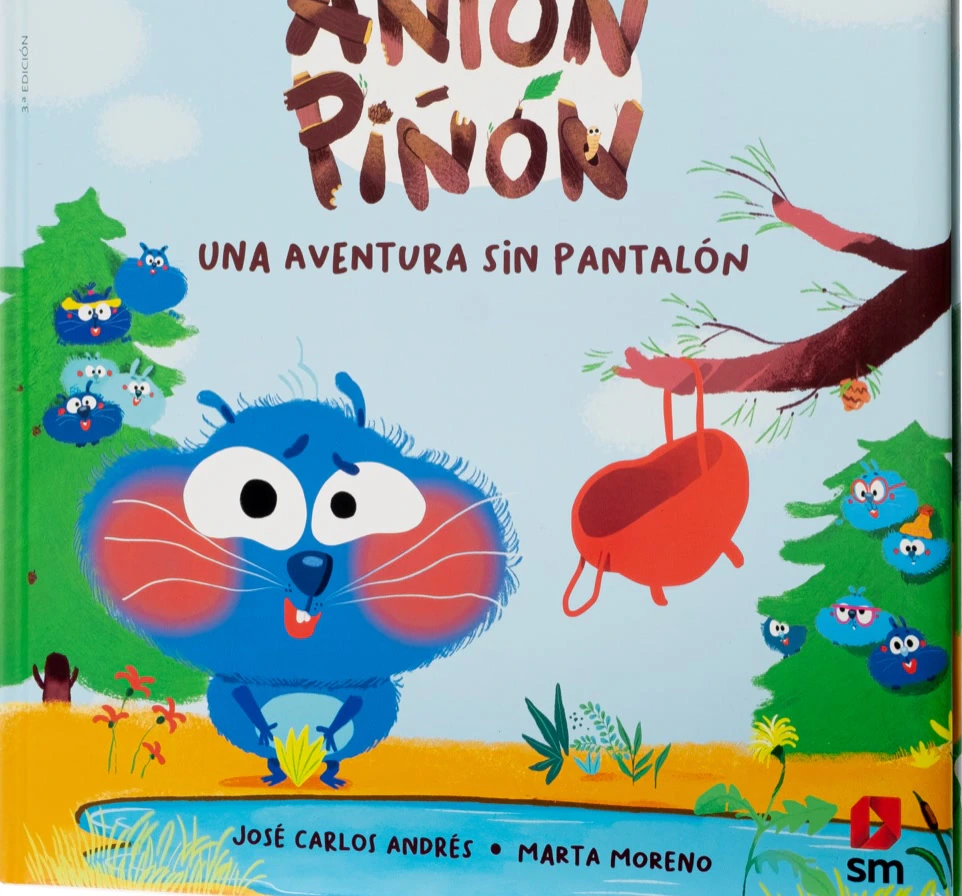 ANTÓN
PIÑÓN
UNA AVENTURA SIN PANTALÓN
3.ª EDICIÓN
JOSÉ CARLOS ANDRÉS • MARTA MORENO
sm